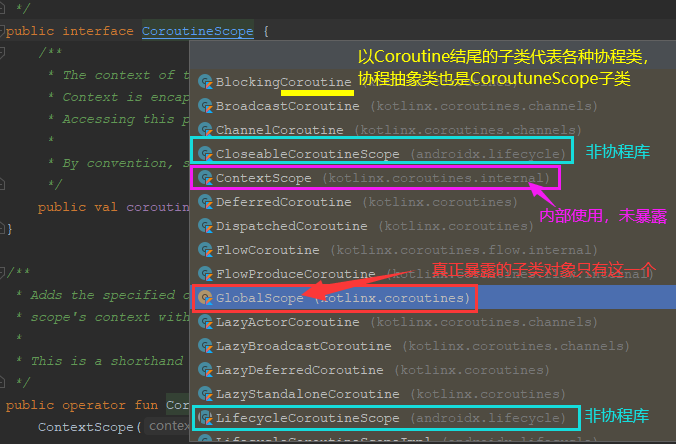 */
public interface CoroutineScope {
/**
* The context of t
* Context is encap
* Accessing this p
*
* By convention, s
*/
public val coroutin
}
/**
* Adds the specified c
* scope's context with
*
* This is a shorthand
*/
public operator fun Cor
ContextScope( contex
以Coroutine结尾的子类代表各种协程类,
协程抽象类也是CoroutuneScope子类
BlockingCoroutine (kotlinx.coroutines)
BroadcastCoroutine (kotlinx.coroutines.channels)
ChannelCoroutine (kotlinx.coroutines.channels)
CloseableCoroutineScope (androidx.lifecycle)
非协程库
ContextScope (kotlinx.coroutines.internal)
DeferredCoroutine (kotlinx.coroutines)
内部使用, 未暴露
DispatchedCoroutine (kotlinx.coroutines)
FlowCoroutine (kotlinx.coroutines.flow.internal)
FlowProduceCoroutine (kotlinx.coroutines.flow.internal)
真正暴露的子类对象只有这一个
GlobalScope (kotlinx.coroutines)
LazyActorCoroutine (kotlinx.coroutines.channels)
LazyBroadcastCoroutine (kotlinx.coroutines.channels)
LazyDeferredCoroutine (kotlinx.coroutines)
LazyStandaloneCoroutine (kotlinx.coroutines)
LifecycleCoroutineScope (androidx.lifecycle)
非协程库
LifecycleCoroutineScopeImpl (androidx.lifecycle)